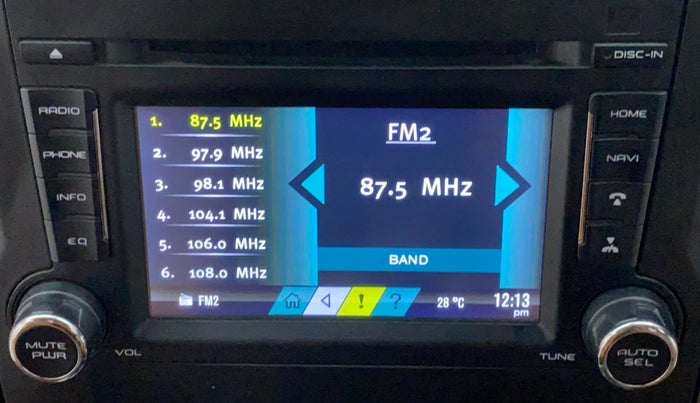 DISC-IN
RADIO
PHONE
INFO
EQ
HOME
NAVI
1. 87.5 MHz
2. 97.9 MHz
3. 98.1 MHz
4. 104.1 MHz
5. 106.0 MHz
6. 108.0 MHz
FM2
87.5 MHz
BAND
FM2
!
?
28 °C
12:13
pm
MUTE
PWR
VOL
TUNE
AUTO
SEL